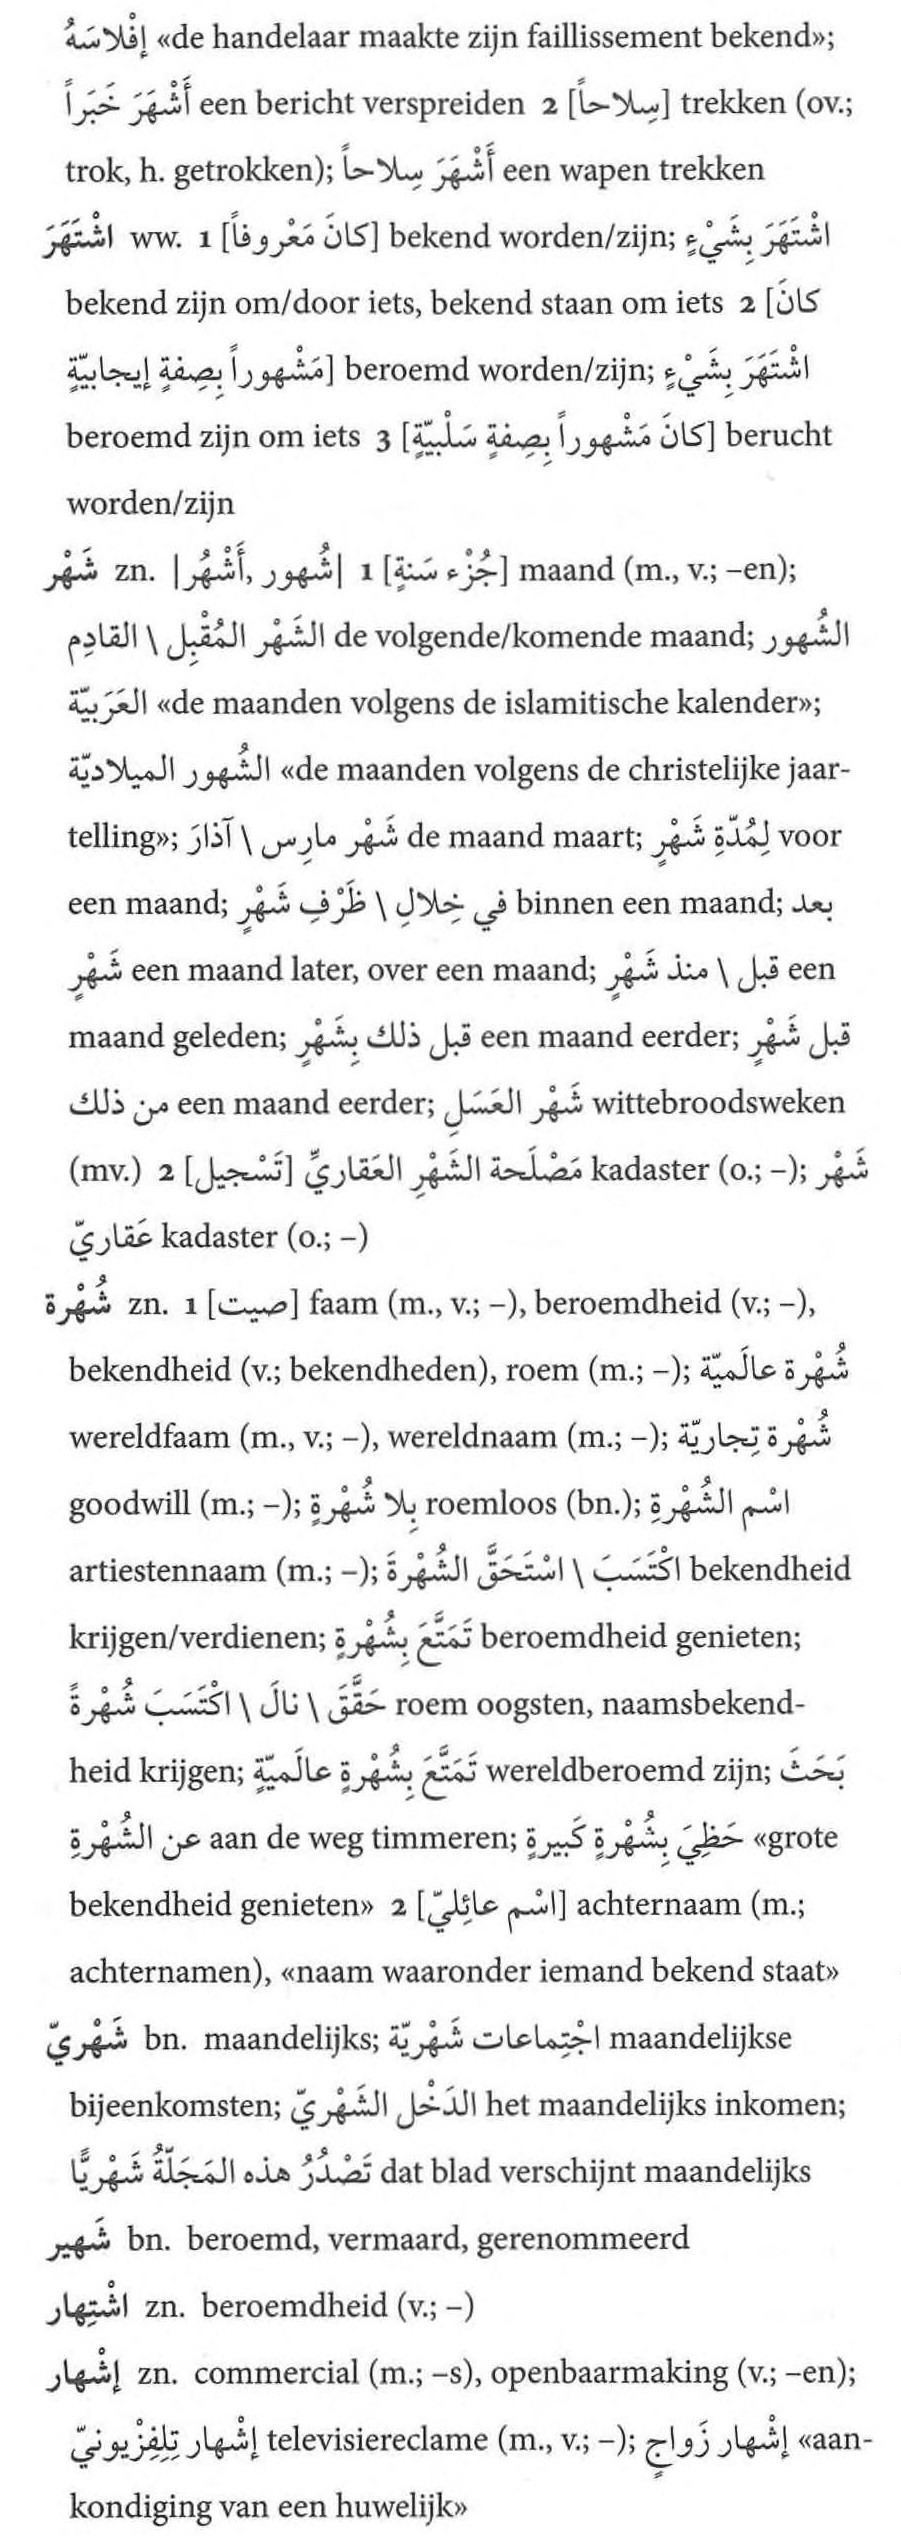 إفْلاسَهُ «de handelaar maakte zijn faillissement bekend»;
أَشْهَرَ خَبَراً een bericht verspreiden 2 [سِلاحاً] trekken (ov.;
trok, h. getrokken); أَشْهَرَ سِلاحاً een wapen trekken
اشْتَهَرَ ww. 1 [كانَ مَعْروفاً] bekend worden/zijn; اشْتَهَرَ بِشَيْءٍ
bekend zijn om/door iets, bekend staan om iets 2 [كانَ
مَشْهوراً بِصِفةٍ إيجابيّةٍ] beroemd worden/zijn; اشْتَهَرَ بِشَيْءٍ
beroemd zijn om iets 3 [كانَ مَشْهوراً بِصِفةٍ سَلْبيّةٍ] berucht
worden/zijn
شَهْر zn. |شُهور, أَشْهُر| 1 [جُزْء سَنةٍ] maand (m., v.; –en);
الشَهْر المُقْبِل \ القادِم de volgende/komende maand; الشُهور
العَرَبيّة «de maanden volgens de islamitische kalender»;
الشُهور الميلاديّة «de maanden volgens de christelijke jaar-
telling»; شَهْر مارِس \ آذارَ de maand maart; لِمُدّةِ شَهْرٍ voor
een maand; في خِلالِ \ ظَرْفِ شَهْرٍ binnen een maand; بعد
شَهْرٍ een maand later, over een maand; قبل \ منذ شَهْرٍ een
maand geleden; قبل ذلك بِشَهْرٍ een maand eerder; قبل شَهْرٍ
من ذلك een maand eerder; شَهْر العَسَلِ wittebroodsweken
(mv.) 2 [تَسْجيل] مَصْلَحة الشَهْرِ العَقاريِّ kadaster (o.; –); شَهْر
عَقاريّ kadaster (o.; –)
شُهْرة zn. 1 [صيت] faam (m., v.; –), beroemdheid (v.; –),
bekendheid (v.; bekendheden), roem (m.; –); شُهْرة عالَميّة
wereldfaam (m., v.; –), wereldnaam (m.; –); شُهْرة تِجاريّة
goodwill (m.; –); بِلا شُهْرةٍ roemloos (bn.); اسْم الشُهْرةِ
artiestennaam (m.; –); اكْتَسَبَ \ اسْتَحَقَّ الشُهْرةَ bekendheid
krijgen/verdienen; تَمَتَّعَ بِشُهْرةٍ beroemdheid genieten;
حَقَّقَ \ نالَ \ اكْتَسَبَ شُهْرةً roem oogsten, naamsbekend-
heid krijgen; تَمَتَّعَ بِشُهْرةٍ عالَميّةٍ wereldberoemd zijn; بَحَثَ
عن الشُهْرةِ aan de weg timmeren; حَظِيَ بِشُهْرةٍ كَبيرةٍ «grote
bekendheid genieten» 2 [اسْم عائِليّ] achternaam (m.;
achternamen), «naam waaronder iemand bekend staat»
شَهْريّ bn. maandelijks; اجْتِماعات شَهْريّة maandelijkse
bijeenkomsten; الدَخْل الشَهْريّ het maandelijks inkomen;
تَصْدُرُ هذه المَجَلّةُ شَهْريًّا dat blad verschijnt maandelijks
شَهير bn. beroemd, vermaard, gerenommeerd
اشْتِهار zn. beroemdheid (v.; –)
إشْهار zn. commercial (m.; –s), openbaarmaking (v.; –en);
إشْهار تِلِفِزْيونيّ televisiereclame (m., v.; –); إشْهار زَواجٍ «aan-
kondiging van een huwelijk»